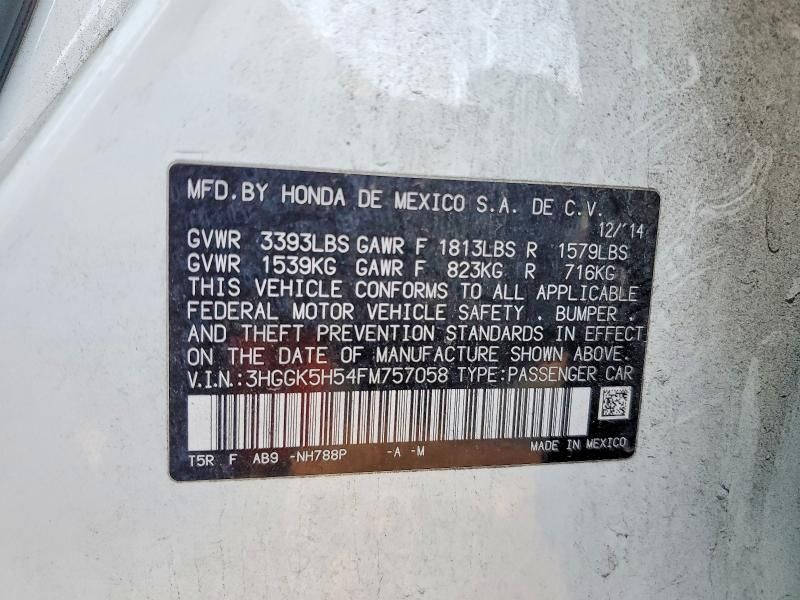 MFD. BY HONDA DE MEXICO S.A. DE C.V.
12/'14
GVWR 3393LBS GAWR F 1813LBS R 1579LBS
GVWR 1539KG GAWR F 823KG R 716KG
THIS VEHICLE CONFORMS TO ALL APPLICABLE
FEDERAL MOTOR VEHICLE SAFETY , BUMPER ,
AND THEFT PREVENTION STANDARDS IN EFFECT
ON THE DATE OF MANUFACTURE SHOWN ABOVE.
V.I.N.:3HGGK5H54FM757058 TYPE:PASSENGER CAR
T5R F AB9 -NH788P -A -M MADE IN MEXICO